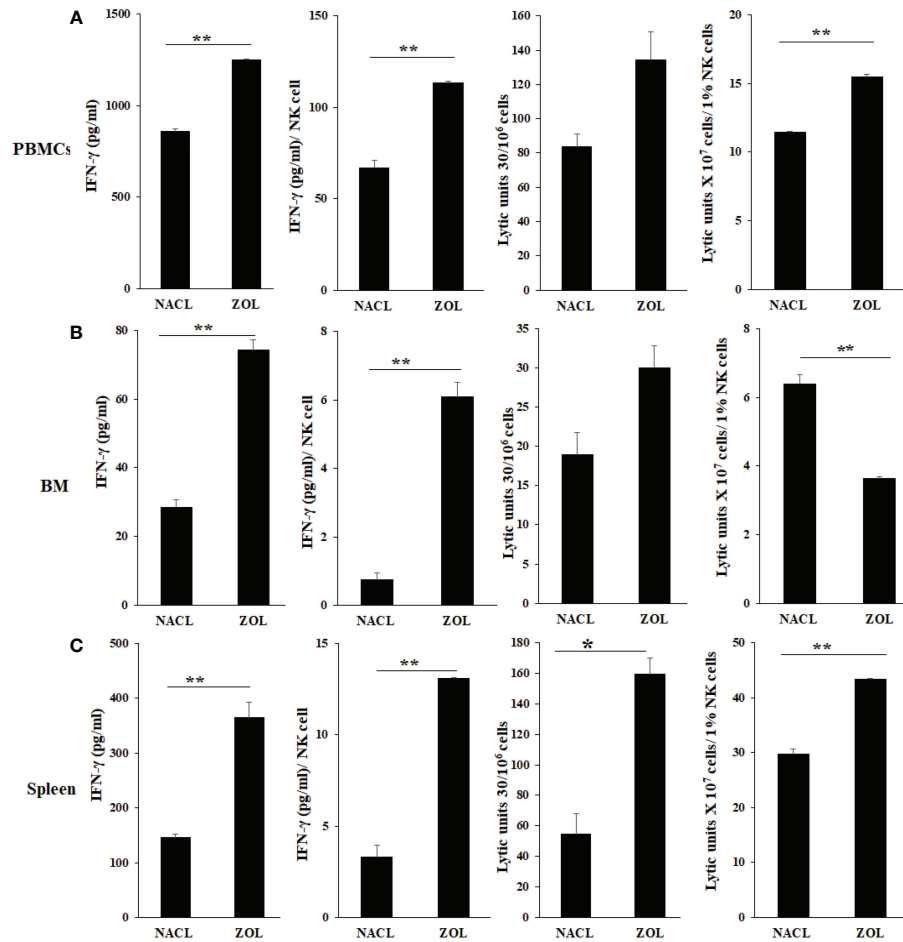 A
PBMCs
IFN-γ (pg/ml)
1500
1000
500
0
**
NACL
ZOL
IFN-γ (pg/ml)/ NK cell
150
100
50
0
**
NACL
ZOL
Lytic units 30/10⁶ cells
160
140
120
100
80
60
40
20
0
NACL
ZOL
Lytic units X 10⁷ cells/ 1% NK cells
20
15
10
5
0
**
NACL
ZOL
B
BM
IFN-γ (pg/ml)
80
60
40
20
0
**
NACL
ZOL
IFN-γ (pg/ml)/ NK cell
8
6
4
2
0
**
NACL
ZOL
Lytic units 30/10⁶ cells
35
30
25
20
15
10
5
0
NACL
ZOL
Lytic units X 10⁷ cells/ 1% NK cells
8
6
4
2
0
**
NACL
ZOL
C
Spleen
IFN-γ (pg/ml)
500
400
300
200
100
0
**
NACL
ZOL
IFN-γ (pg/ml)/ NK cell
15
12
9
6
3
0
**
NACL
ZOL
Lytic units 30/10⁶ cells
180
160
140
120
100
80
60
40
20
0
*
NACL
ZOL
Lytic units X 10⁷ cells/ 1% NK cells
50
40
30
20
10
0
**
NACL
ZOL